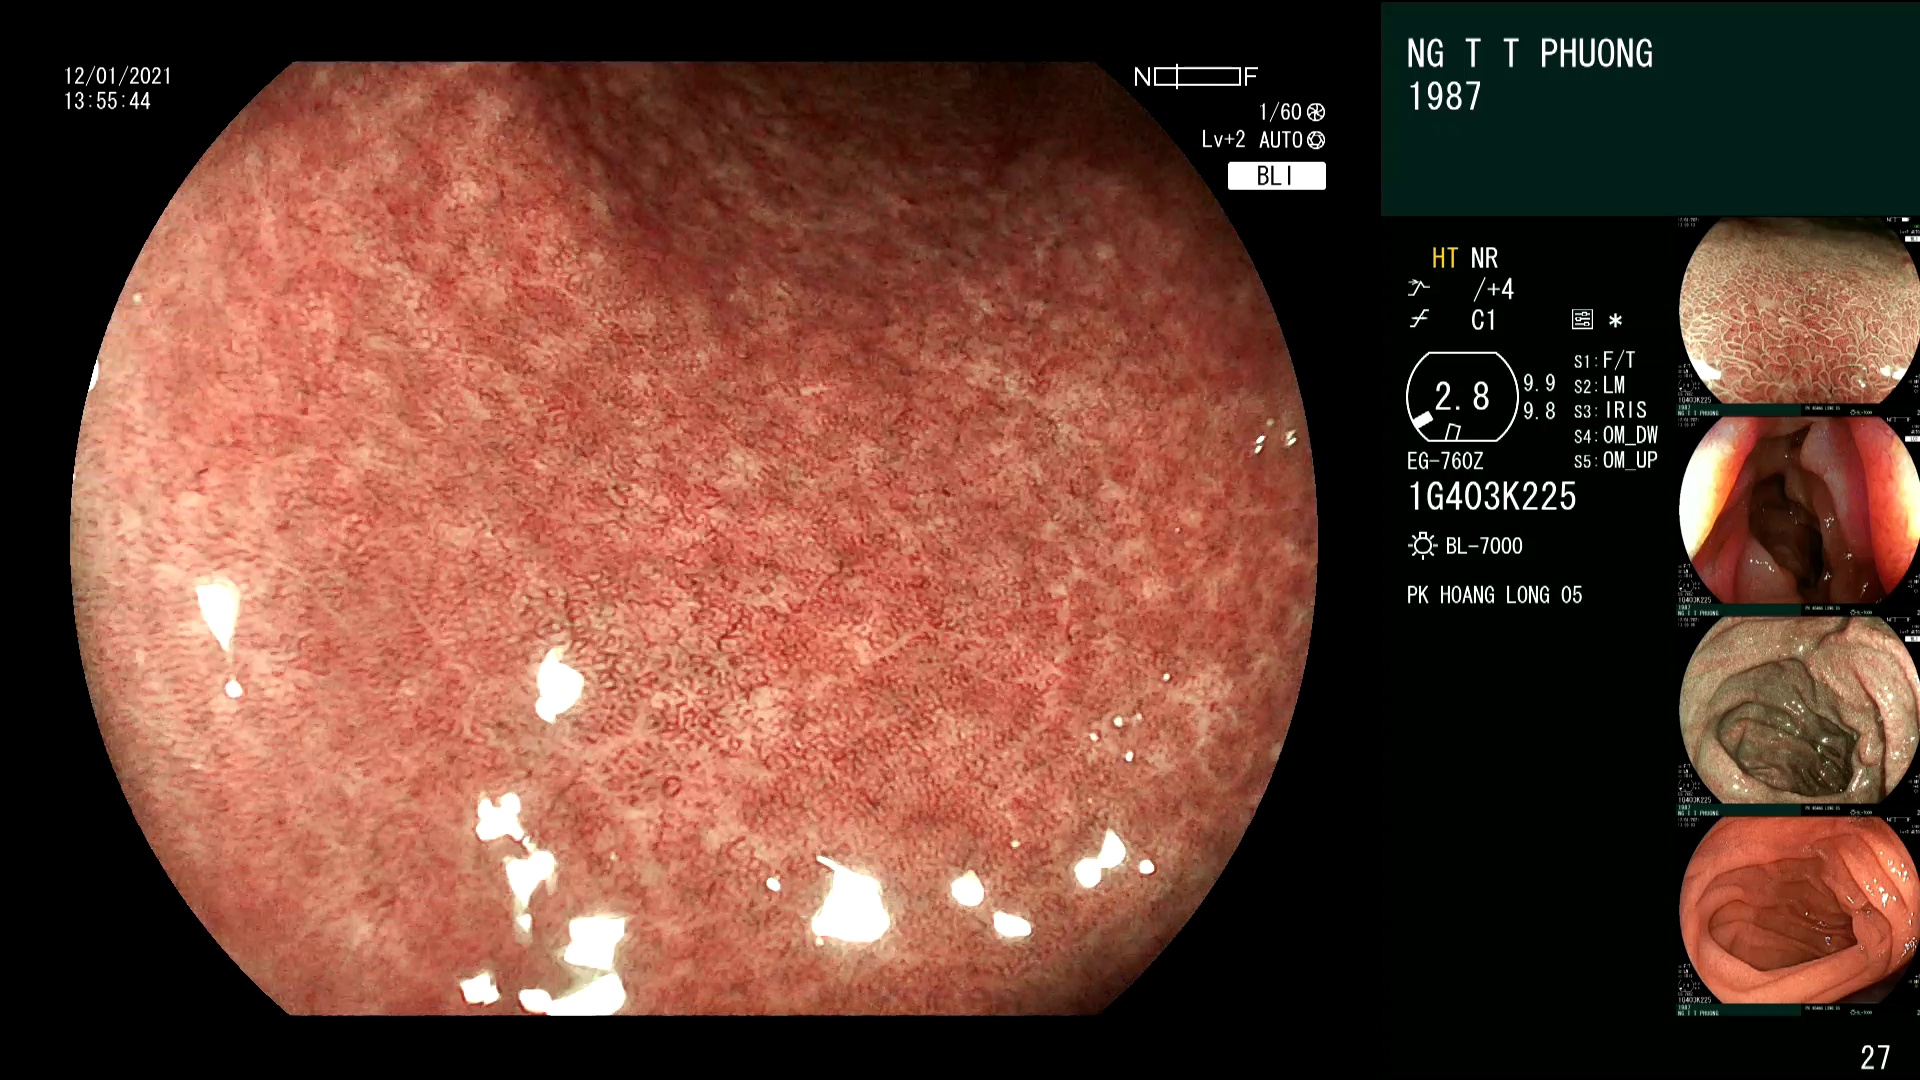 12/01/2021
13:55:44
N F
1/60
Lv+2 AUTO
BLI
NG T T PHUONG
1987
HT NR
/+4
C1 *
2.8
9.9
9.8
S1:F/T
S2:LM
S3:IRIS
S4:OM_DW
S5:OM_UP
EG-760Z
1G403K225
BL-7000
PK HOANG LONG 05
27